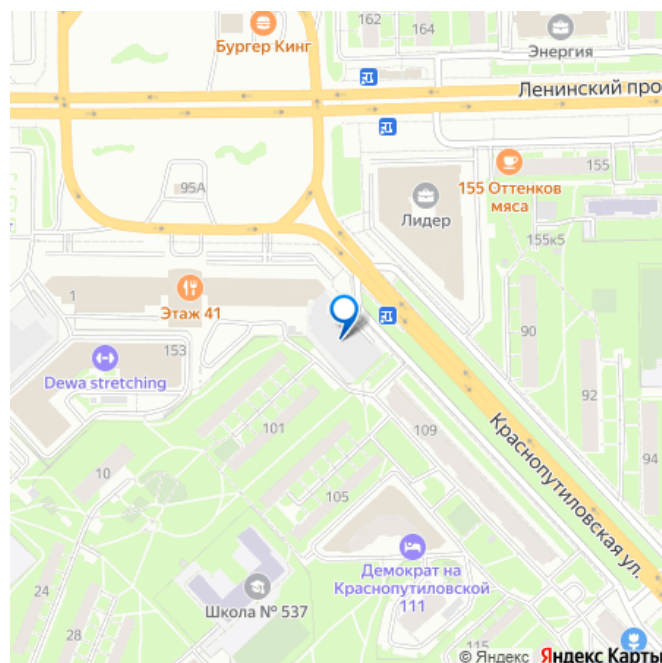 162
164
Бургер Кинг
Энергия
Ленинский про
155 Оттенков
мяса
155
95А
Лидер
155к5
1
Этаж 41
90
153
Dewa stretching
92
101
109
Краснопутиловская ул.
94
10
105
Демократ на
Краснопутиловской
111
24
Школа № 537
28
115
© Яндекс Яндекс Карты